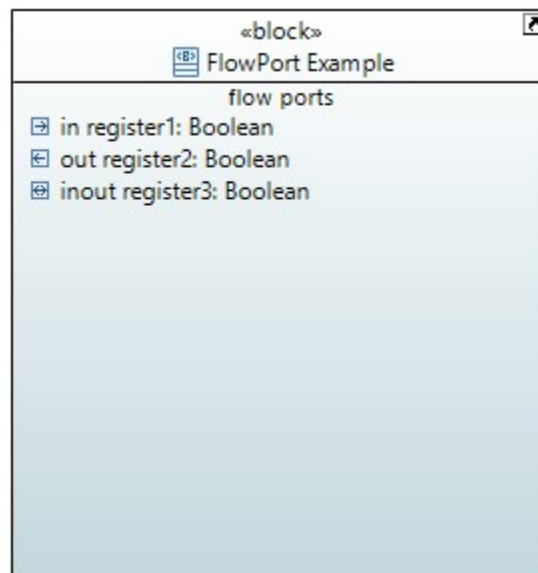 «block»
FlowPort Example
flow ports
in register1: Boolean
out register2: Boolean
inout register3: Boolean